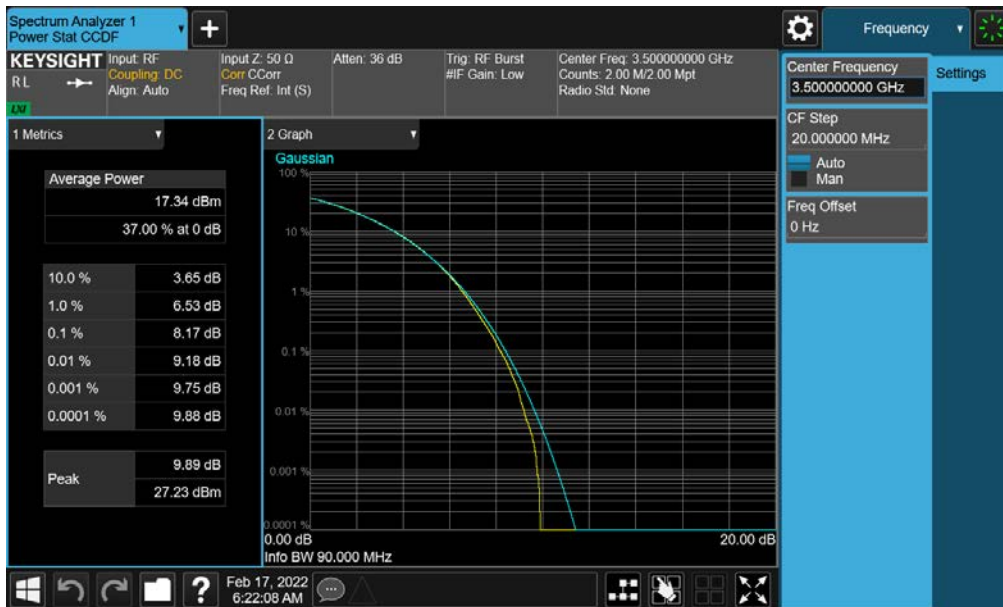 Spectrum Analyzer 1
Power Stat CCDF
+
Frequency
KEYSIGHT
RL
LXI
Input: RF
Coupling: DC
Align: Auto
Input Z: 50 Ω
Corr CCorr
Freq Ref: Int (S)
Atten: 36 dB
Trig: RF Burst
#IF Gain: Low
Center Freq: 3.500000000 GHz
Counts: 2.00 M/2.00 Mpt
Radio Std: None
Center Frequency
3.500000000 GHz
Settings
CF Step
20.000000 MHz
Auto
Man
Freq Offset
0 Hz
1 Metrics
Average Power
17.34 dBm
37.00 % at 0 dB
10.0 % 3.65 dB
1.0 % 6.53 dB
0.1 % 8.17 dB
0.01 % 9.18 dB
0.001 % 9.75 dB
0.0001 % 9.88 dB
Peak
9.89 dB
27.23 dBm
2 Graph
Gaussian
100 %
10 %
1 %
0.1 %
0.01 %
0.001 %
0.0001 %
0.00 dB 20.00 dB
Info BW 90.000 MHz
?
Feb 17, 2022
6:22:08 AM